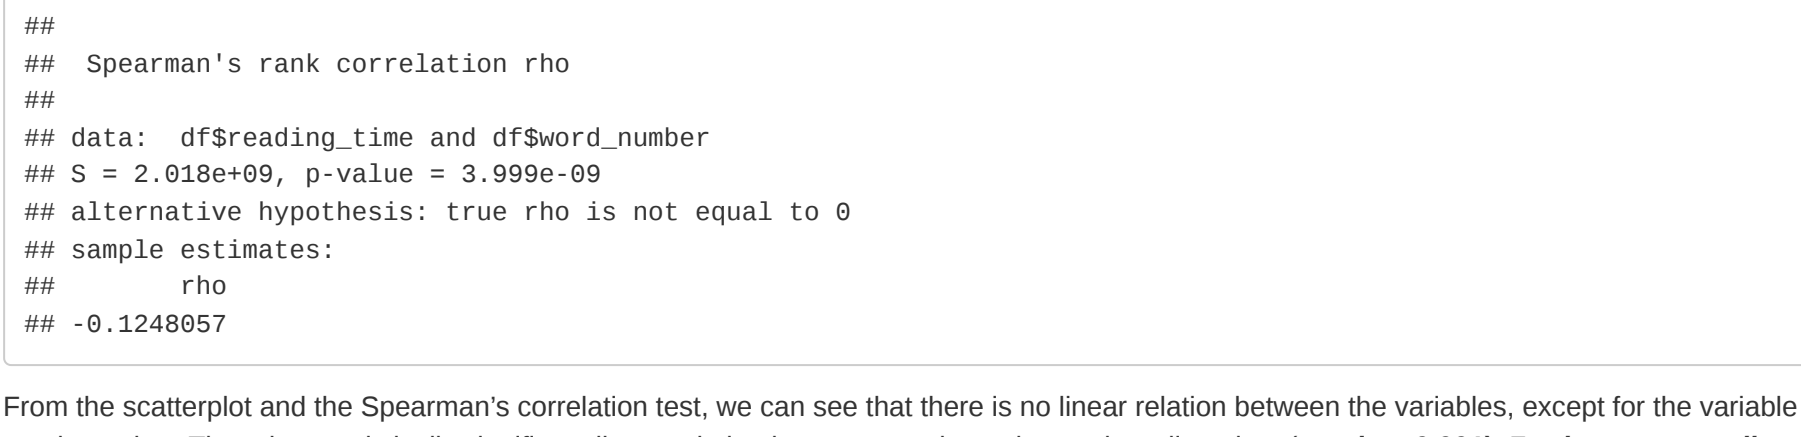 ##
##  Spearman's rank correlation rho
##
## data:  df$reading_time and df$word_number
## S = 2.018e+09, p-value = 3.999e-09
## alternative hypothesis: true rho is not equal to 0
## sample estimates:
##        rho
## -0.1248057
From the scatterplot and the Spearman’s correlation test, we can see that there is no linear relation between the variables, except for the variable